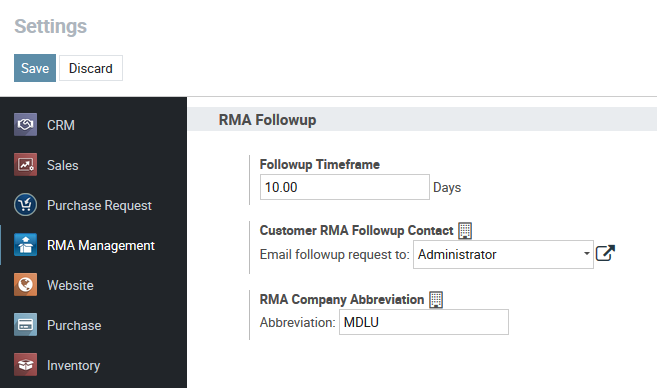 Settings
Save Discard
CRM
Sales
Purchase Request
RMA Management
Website
Purchase
Inventory
RMA Followup
Followup Timeframe
10.00 Days
Customer RMA Followup Contact
Email followup request to: Administrator
RMA Company Abbreviation
Abbreviation: MDLU